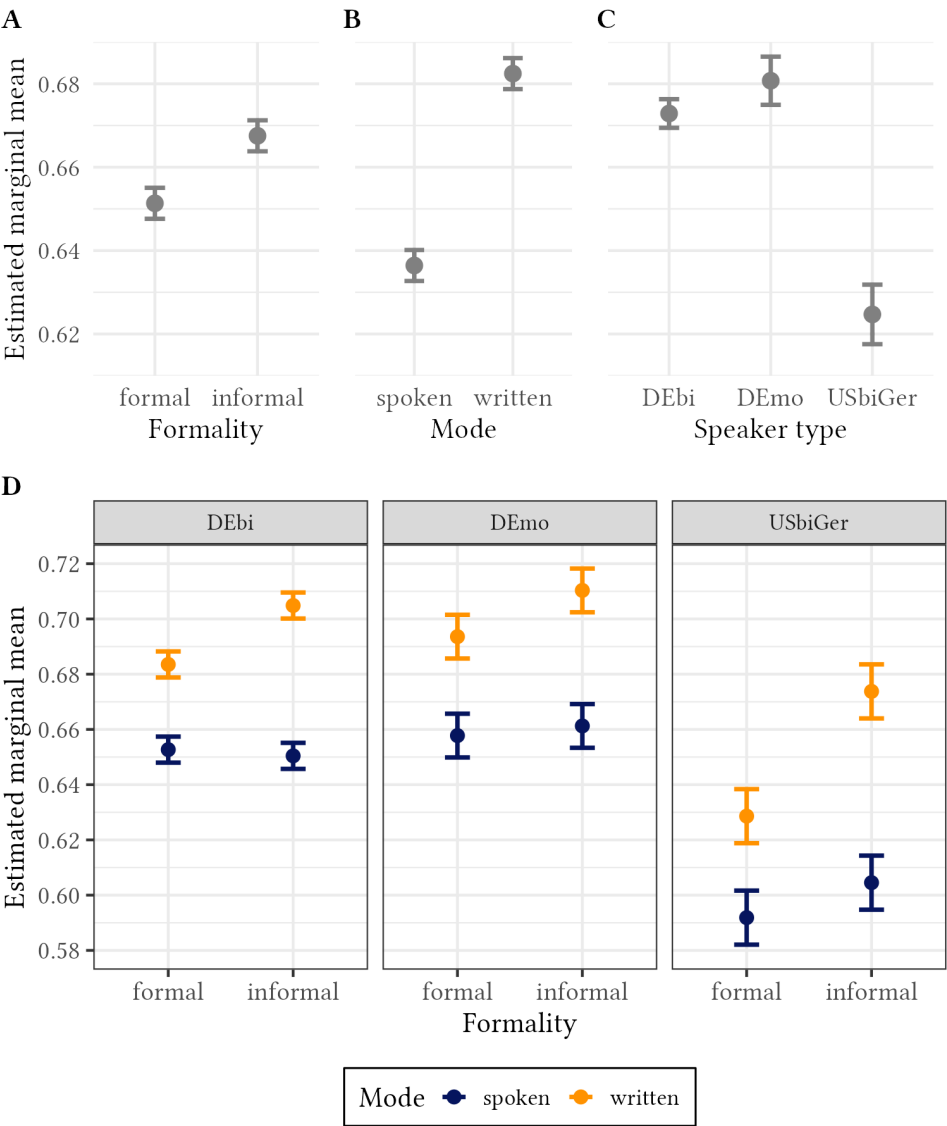 A B C
Estimated marginal mean
0.68
0.66
0.64
0.62
formal informal spoken written DEbi DEmo USbiGer
Formality Mode Speaker type
D
DEbi DEmo USbiGer
Estimated marginal mean
0.72
0.70
0.68
0.66
0.64
0.62
0.60
0.58
formal informal formal informal formal informal
Formality
Mode spoken written